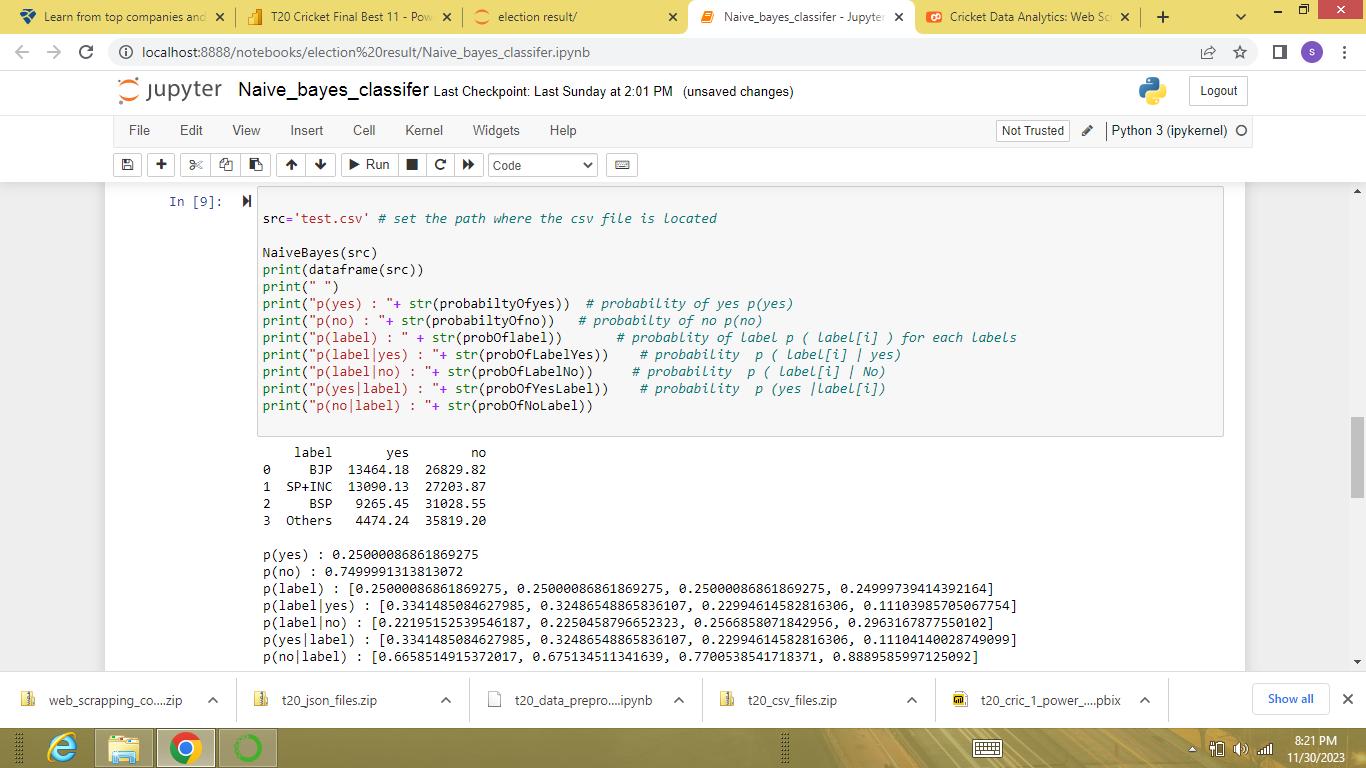 Learn from top companies and
T20 Cricket Final Best 11 - Pow
election result/
Naive_bayes_classifer - Jupyter
Cricket Data Analytics: Web Scr
localhost:8888/notebooks/election%20result/Naive_bayes_classifer.ipynb
s
jupyter Naive_bayes_classifer Last Checkpoint: Last Sunday at 2:01 PM (unsaved changes)
Logout
File Edit View Insert Cell Kernel Widgets Help
Not Trusted
Python 3 (ipykernel)
Run
Code
In [9]:
src='test.csv' # set the path where the csv file is located
NaiveBayes(src)
print(dataframe(src))
print(" ")
print("p(yes) : "+ str(probabiltyOfyes))  # probability of yes p(yes)
print("p(no) : "+ str(probabiltyOfno))   # probabilty of no p(no)
print("p(label) : " + str(probOflabel))       # probablity of label p ( label[i] ) for each labels
print("p(label|yes) : "+ str(probOfLabelYes))    # probability  p ( label[i] | yes)
print("p(label|no) : "+ str(probOfLabelNo))     # probability  p ( label[i] | No)
print("p(yes|label) : "+ str(probOfYesLabel))    # probability  p (yes |label[i])
print("p(no|label) : "+ str(probOfNoLabel))
label yes no
0 BJP 13464.18 26829.82
1 SP+INC 13090.13 27203.87
2 BSP 9265.45 31028.55
3 Others 4474.24 35819.20
p(yes) : 0.25000086861869275
p(no) : 0.7499991313813072
p(label) : [0.25000086861869275, 0.25000086861869275, 0.25000086861869275, 0.24999739414392164]
p(label|yes) : [0.3341485084627985, 0.32486548865836107, 0.22994614582816306, 0.11103985705067754]
p(label|no) : [0.22195152539546187, 0.2250458796652323, 0.2566858071842956, 0.2963167877550102]
p(yes|label) : [0.3341485084627985, 0.32486548865836107, 0.22994614582816306, 0.11104140028749099]
p(no|label) : [0.6658514915372017, 0.675134511341639, 0.7700538541718371, 0.8889585997125092]
web_scrapping_co....zip
t20_json_files.zip
t20_data_prepro....ipynb
t20_csv_files.zip
t20_cric_1_power_....pbix
Show all
8:21 PM
11/30/2023